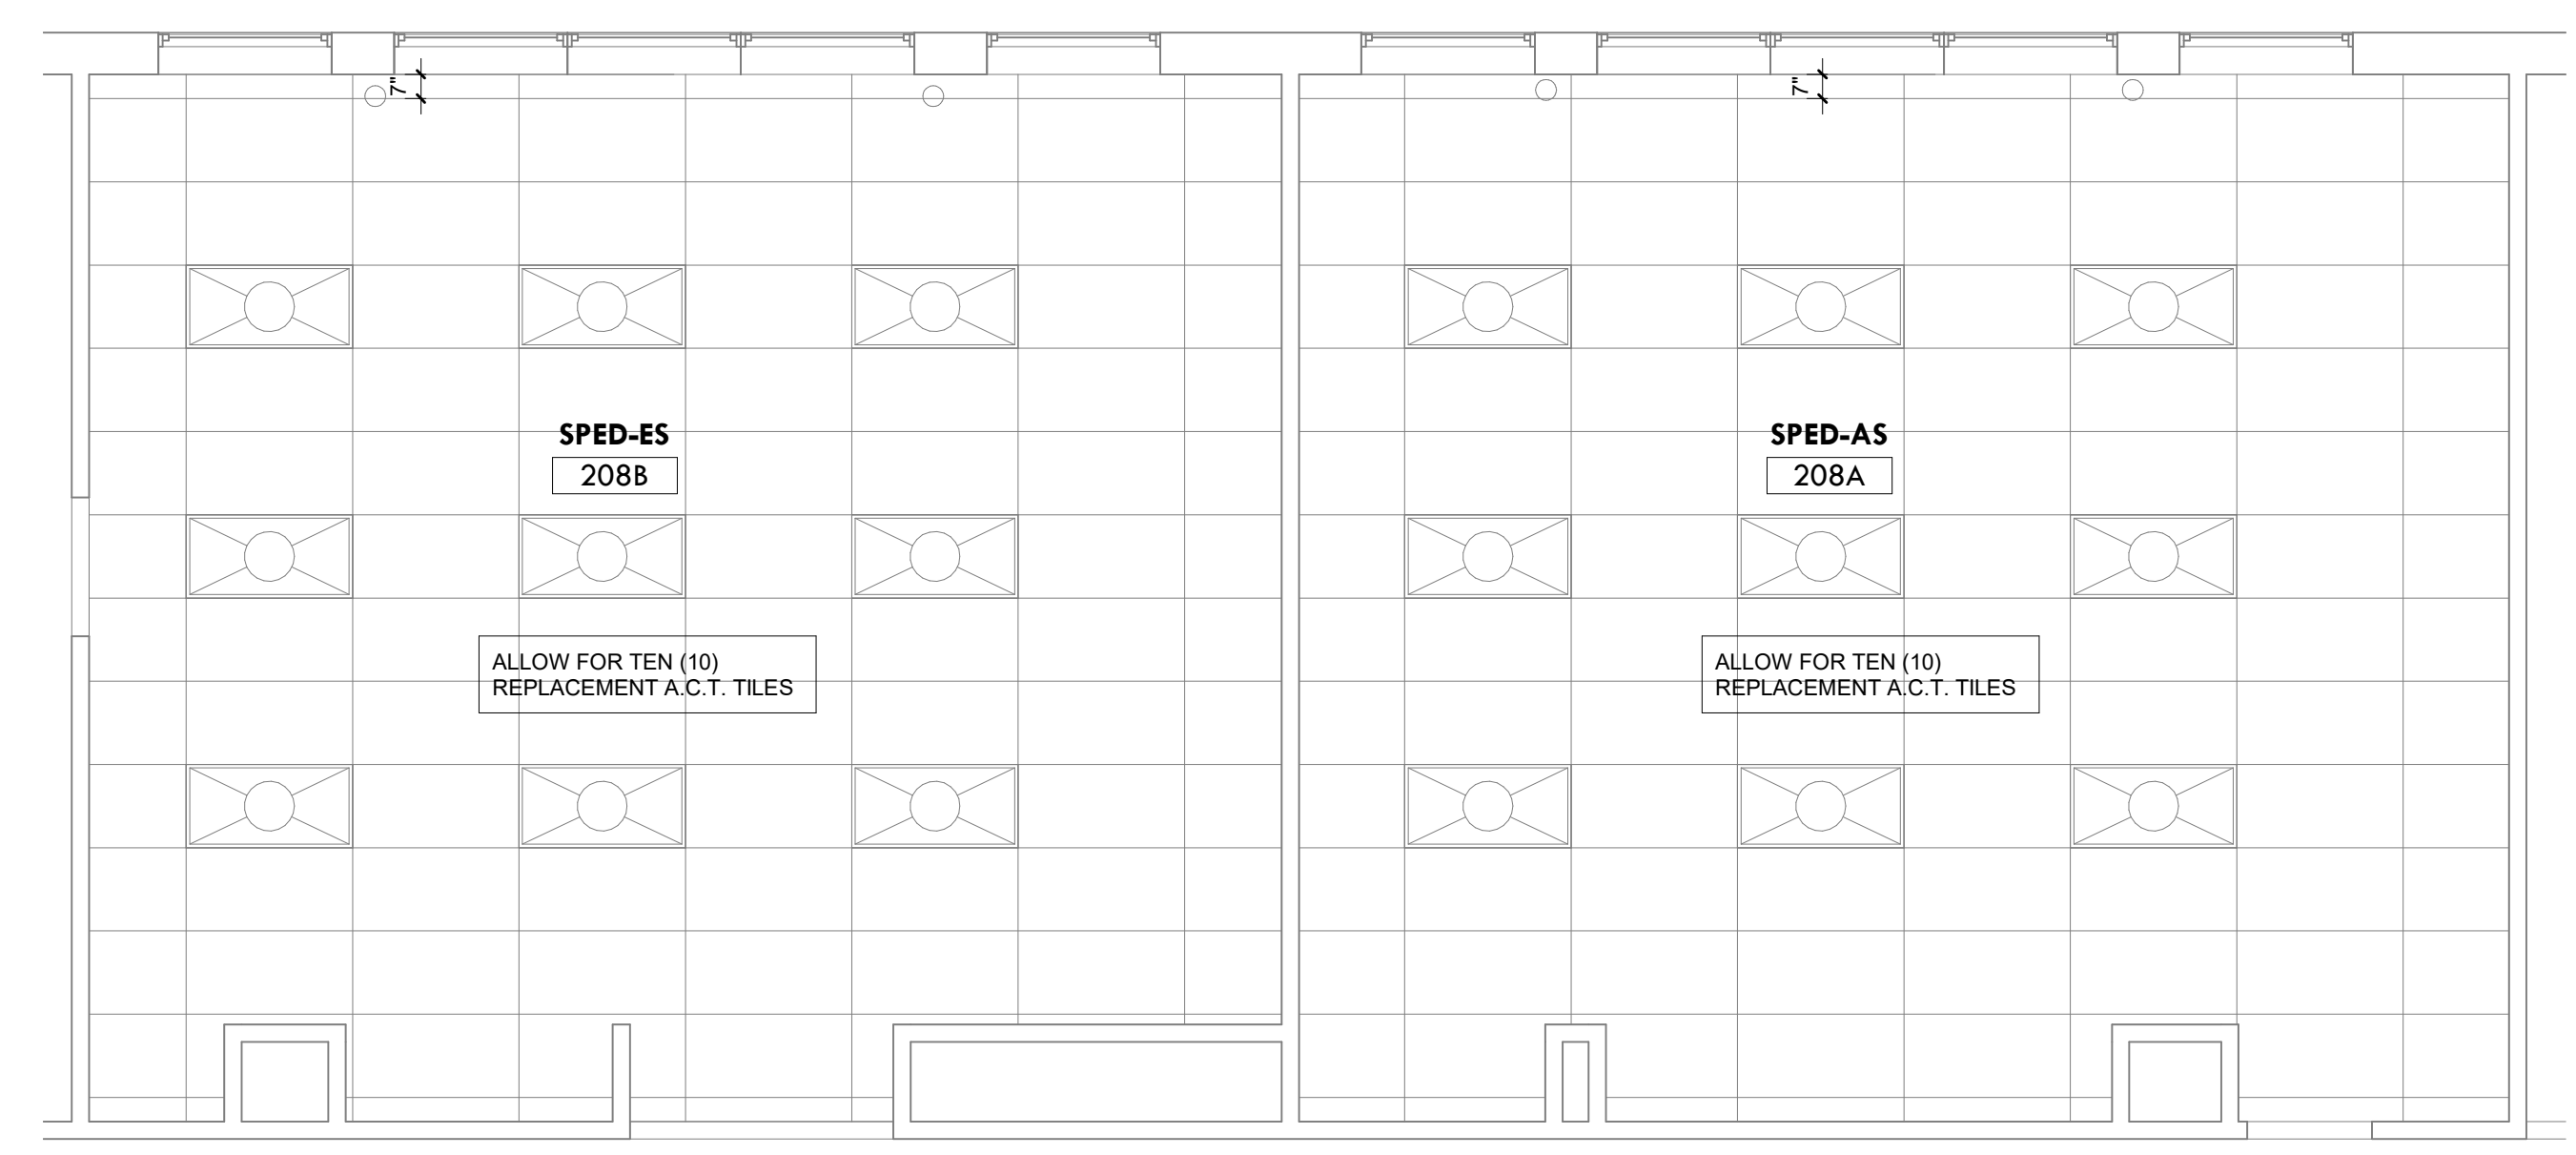 7"
7"
SPED-ES
208B
SPED-AS
208A
ALLOW FOR TEN (10)
REPLACEMENT A.C.T. TILES
ALLOW FOR TEN (10)
REPLACEMENT A.C.T. TILES